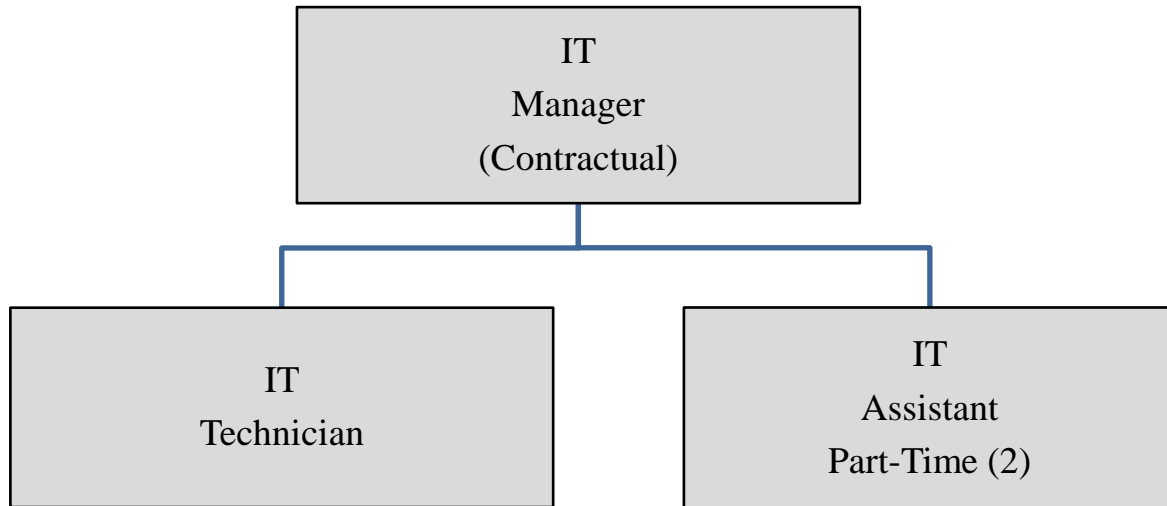 IT
Manager
(Contractual)
IT
Technician
IT
Assistant
Part-Time (2)